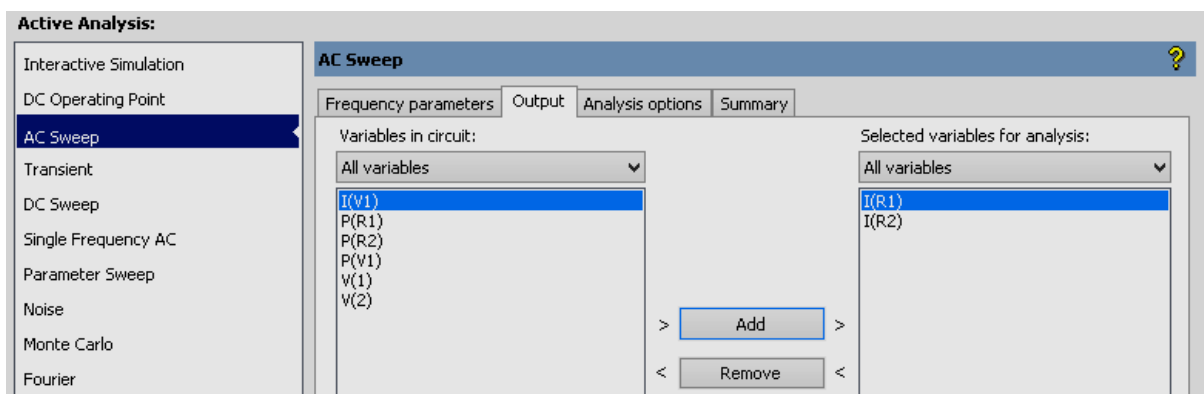 Active Analysis:
Interactive Simulation
DC Operating Point
AC Sweep
Transient
DC Sweep
Single Frequency AC
Parameter Sweep
Noise
Monte Carlo
Fourier
AC Sweep
?
Frequency parameters Output Analysis options Summary
Variables in circuit:
All variables
I(V1)
P(R1)
P(R2)
P(V1)
V(1)
V(2)
> Add >
< Remove <
Selected variables for analysis:
All variables
I(R1)
I(R2)